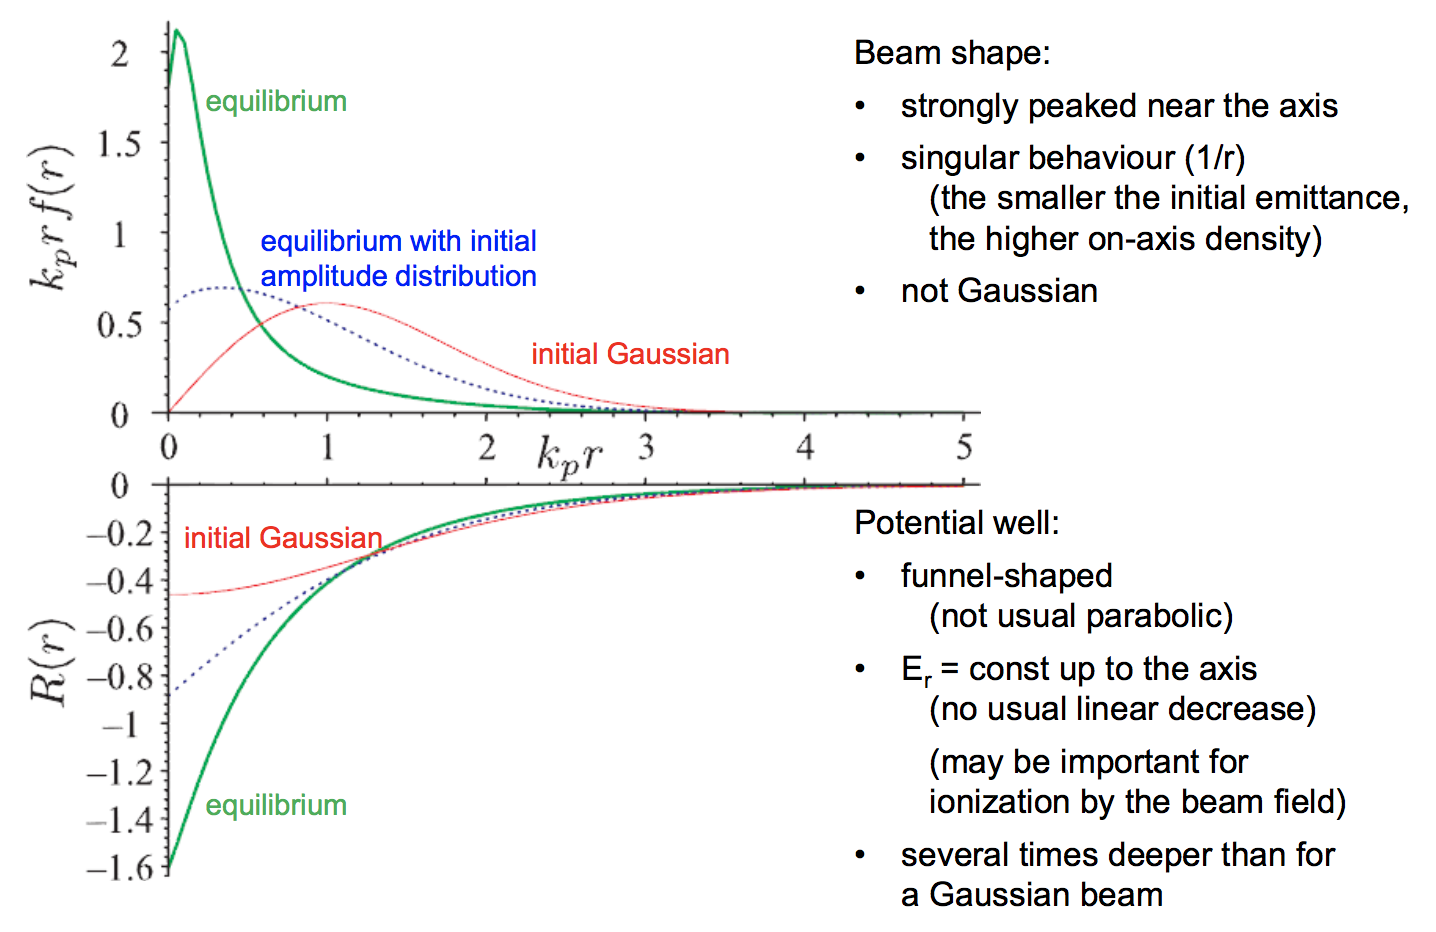 2
1.5
1
0.5
0
k_p r f(r)
equilibrium
equilibrium with initial
amplitude distribution
initial Gaussian
0 1 2 3 4 5
k_p r
0
−0.2
−0.4
−0.6
−0.8
−1
−1.2
−1.4
−1.6
R(r)
initial Gaussian
equilibrium
Beam shape:
• strongly peaked near the axis
• singular behaviour (1/r)
(the smaller the initial emittance,
the higher on-axis density)
• not Gaussian
Potential well:
• funnel-shaped
(not usual parabolic)
• E_r = const up to the axis
(no usual linear decrease)
(may be important for
ionization by the beam field)
• several times deeper than for
a Gaussian beam